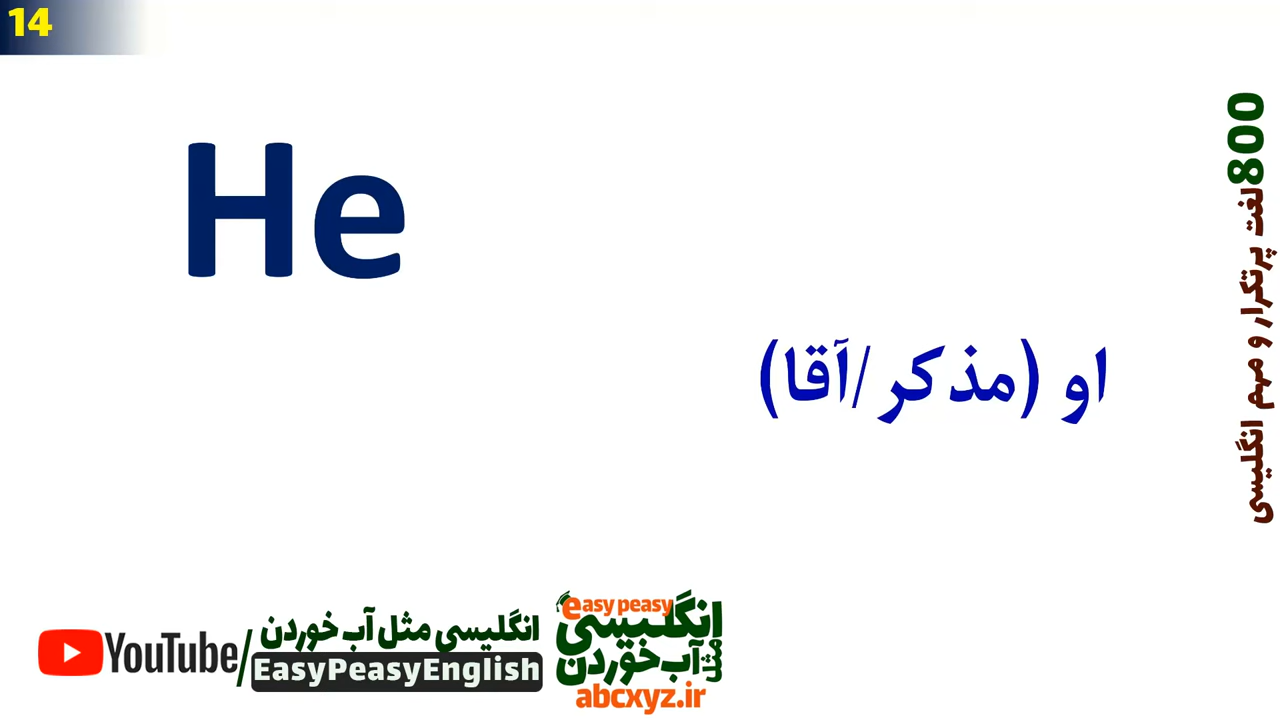 14
He
او (مذکر/آقا)
800 لغت پرتکرار و مهم انگلیسی
YouTube/
انگلیسی مثل آب خوردن
EasyPeasyEnglish
easy peasy
انگلیسی
مثل
آب خوردن
abcxyz.ir